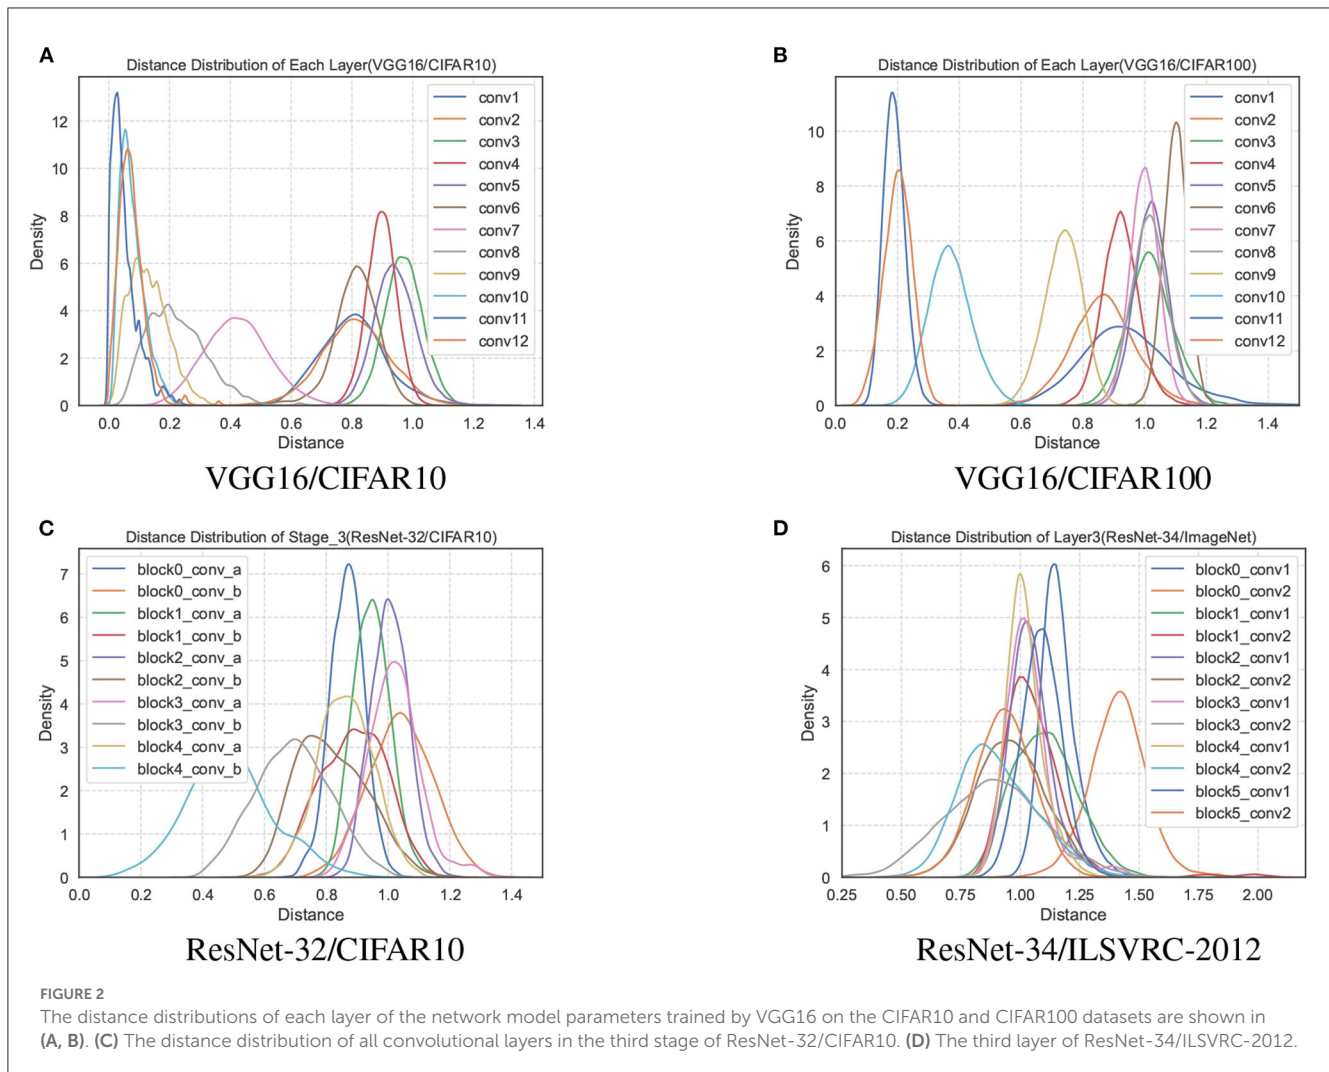 A
Distance Distribution of Each Layer(VGG16/CIFAR10)
Density
12
10
8
6
4
2
0
0.0 0.2 0.4 0.6 0.8 1.0 1.2 1.4
Distance
conv1
conv2
conv3
conv4
conv5
conv6
conv7
conv8
conv9
conv10
conv11
conv12
VGG16/CIFAR10
B
Distance Distribution of Each Layer(VGG16/CIFAR100)
Density
10
8
6
4
2
0
0.0 0.2 0.4 0.6 0.8 1.0 1.2 1.4
Distance
conv1
conv2
conv3
conv4
conv5
conv6
conv7
conv8
conv9
conv10
conv11
conv12
VGG16/CIFAR100
C
Distance Distribution of Stage_3(ResNet-32/CIFAR10)
Density
7
6
5
4
3
2
1
0
0.0 0.2 0.4 0.6 0.8 1.0 1.2 1.4
Distance
block0_conv_a
block0_conv_b
block1_conv_a
block1_conv_b
block2_conv_a
block2_conv_b
block3_conv_a
block3_conv_b
block4_conv_a
block4_conv_b
ResNet-32/CIFAR10
D
Distance Distribution of Layer3(ResNet-34/ImageNet)
Density
6
5
4
3
2
1
0
0.25 0.50 0.75 1.00 1.25 1.50 1.75 2.00
Distance
block0_conv1
block0_conv2
block1_conv1
block1_conv2
block2_conv1
block2_conv2
block3_conv1
block3_conv2
block4_conv1
block4_conv2
block5_conv1
block5_conv2
ResNet-34/ILSVRC-2012
FIGURE 2
The distance distributions of each layer of the network model parameters trained by VGG16 on the CIFAR10 and CIFAR100 datasets are shown in
(A, B). (C) The distance distribution of all convolutional layers in the third stage of ResNet-32/CIFAR10. (D) The third layer of ResNet-34/ILSVRC-2012.